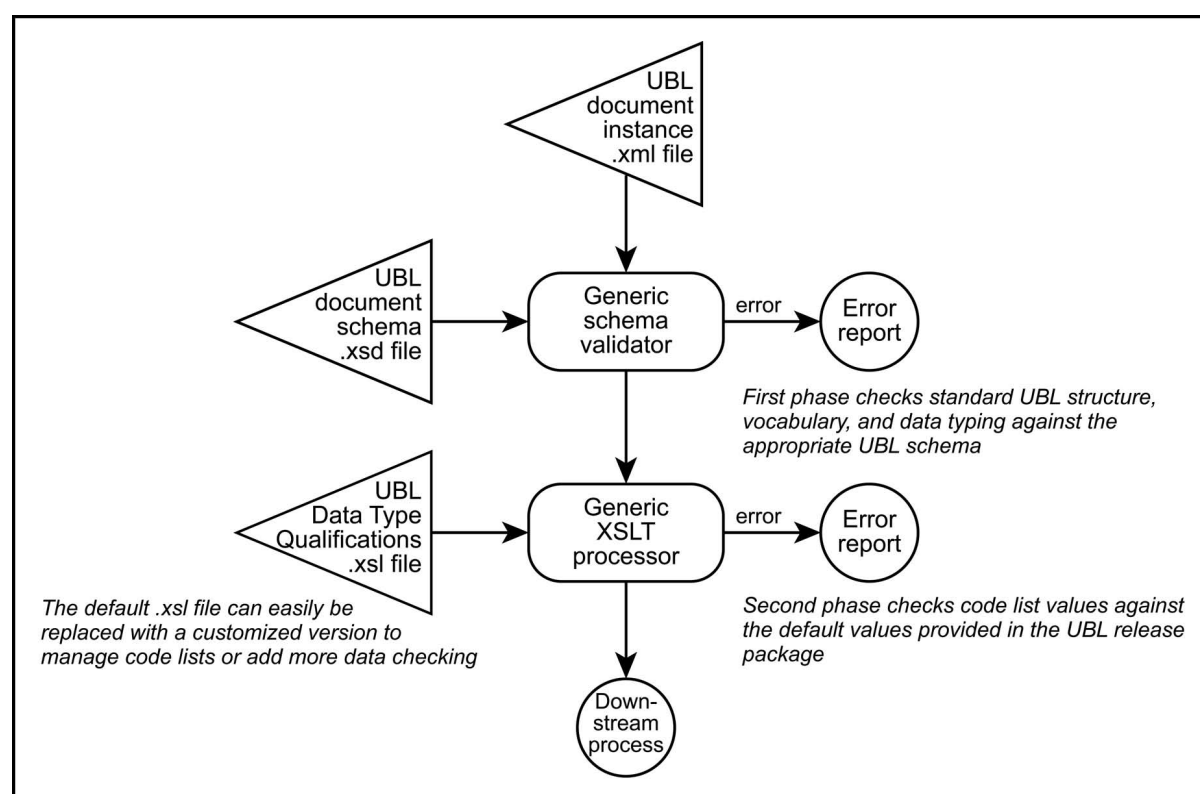 UBL
document
instance
.xml file
UBL
document
schema
.xsd file
Generic
schema
validator
error
Error
report
First phase checks standard UBL structure,
vocabulary, and data typing against the
appropriate UBL schema
UBL
Data Type
Qualifications
.xsl file
Generic
XSLT
processor
error
Error
report
The default .xsl file can easily be
replaced with a customized version to
manage code lists or add more data checking
Second phase checks code list values against
the default values provided in the UBL release
package
Down-
stream
process